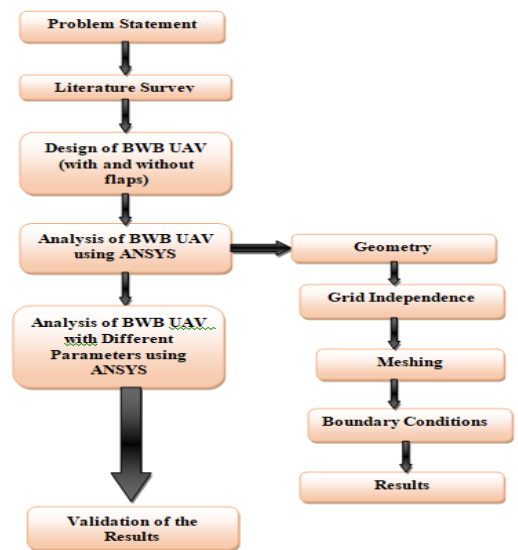 Problem Statement
Literature Survey
Design of BWB UAV
(with and without
flaps)
Analysis of BWB UAV
using ANSYS
Analysis of BWB UAV
with Different
Parameters using
ANSYS
Validation of the
Results
Geometry
Grid Independence
Meshing
Boundary Conditions
Results